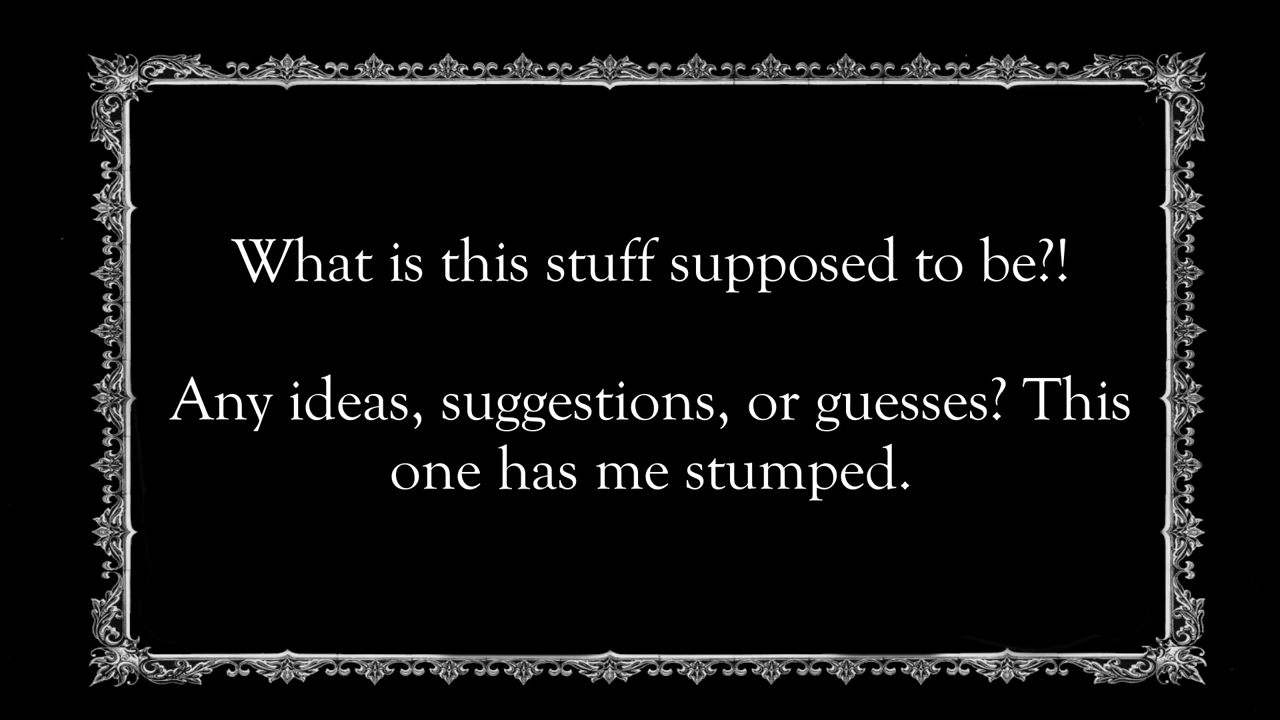 What is this stuff supposed to be?!
Any ideas, suggestions, or guesses? This
one has me stumped.